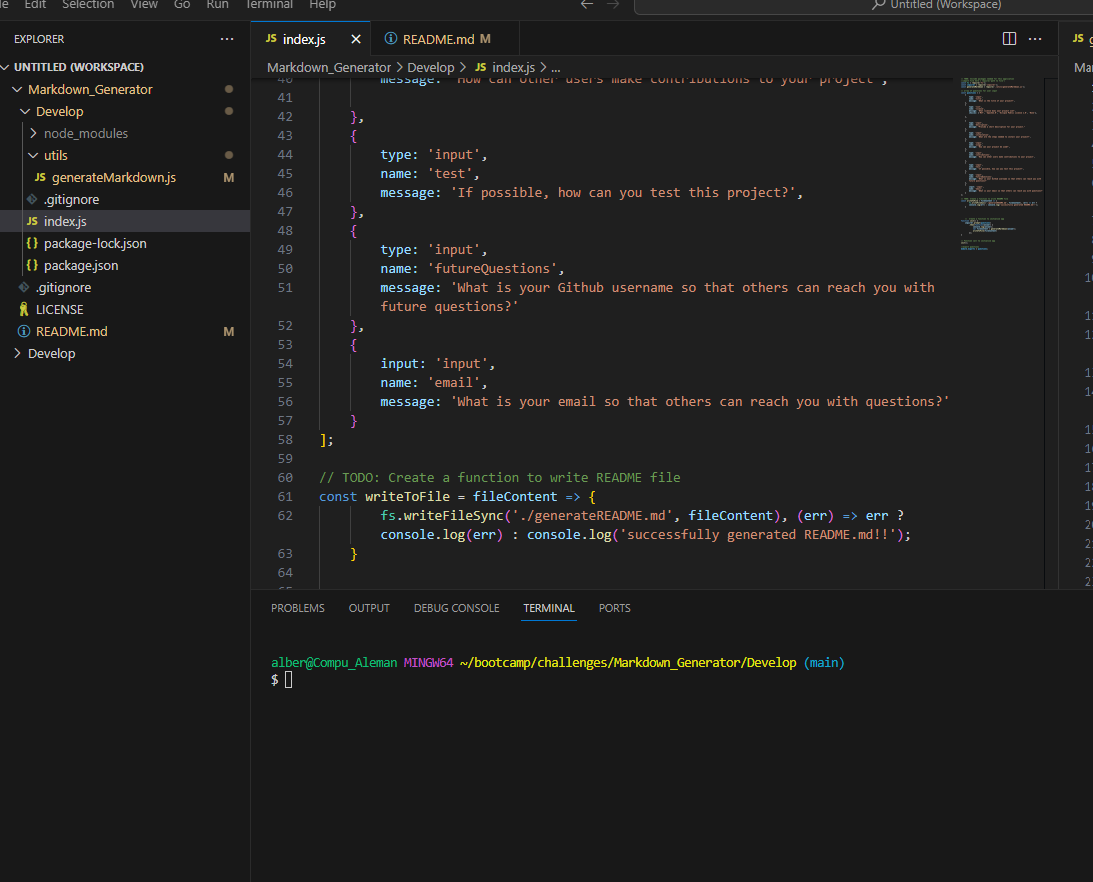 Edit Selection View Go Run Terminal Help
Untitled (Workspace)
EXPLORER ...
UNTITLED (WORKSPACE)
Markdown_Generator
Develop
node_modules
utils
JS generateMarkdown.js M
.gitignore
JS index.js
{} package-lock.json
{} package.json
.gitignore
LICENSE
README.md M
Develop
JS index.js
README.md M
...
JS
Markdown_Generator > Develop > JS index.js > ...
40 message: 'How can other users make contributions to your project',
41
42 },
43 {
44 type: 'input',
45 name: 'test',
46 message: 'If possible, how can you test this project?',
47 },
48 {
49 type: 'input',
50 name: 'futureQuestions',
51 message: 'What is your Github username so that others can reach you with
future questions?'
52 },
53 {
54 input: 'input',
55 name: 'email',
56 message: 'What is your email so that others can reach you with questions?'
57 }
58 ];
59
60 // TODO: Create a function to write README file
61 const writeToFile = fileContent => {
62 fs.writeFileSync('./generateREADME.md', fileContent), (err) => err ?
console.log(err) : console.log('successfully generated README.md!!');
63 }
64
PROBLEMS OUTPUT DEBUG CONSOLE TERMINAL PORTS
alber@Compu_Aleman MINGW64 ~/bootcamp/challenges/Markdown_Generator/Develop (main)
$